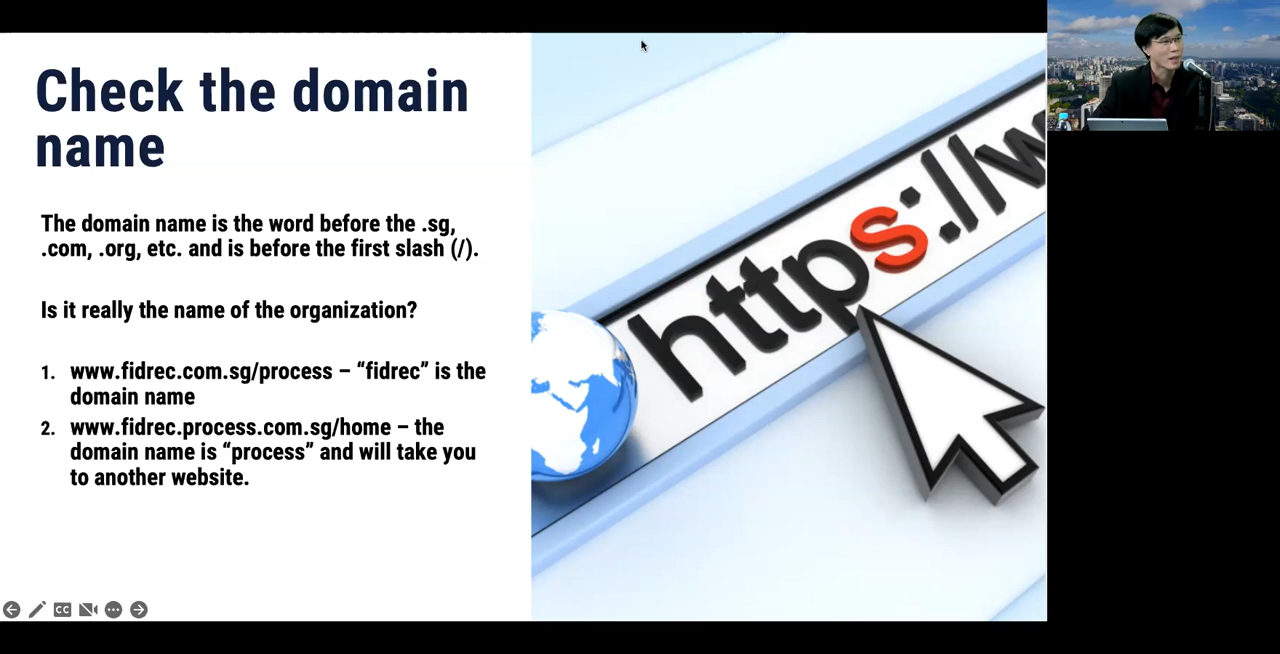 Check the domain
name
The domain name is the word before the .sg,
.com, .org, etc. and is before the first slash (/).
Is it really the name of the organization?
1. www.fidrec.com.sg/process – “fidrec” is the
domain name
2. www.fidrec.process.com.sg/home – the
domain name is “process” and will take you
to another website.
https://w
CC